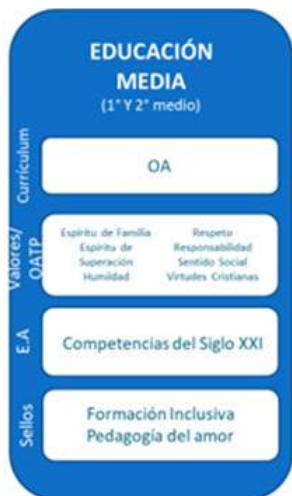 EDUCACIÓN
MEDIA
(1° Y 2° medio)
Currículum
OA
Valores/
OATP
Espíritu de Familia
Espíritu de
Superación
Humildad
Respeto
Responsabilidad
Sentido Social
Virtudes Cristianas
E.A
Competencias del Siglo XXI
Sellos
Formación Inclusiva
Pedagogía del amor